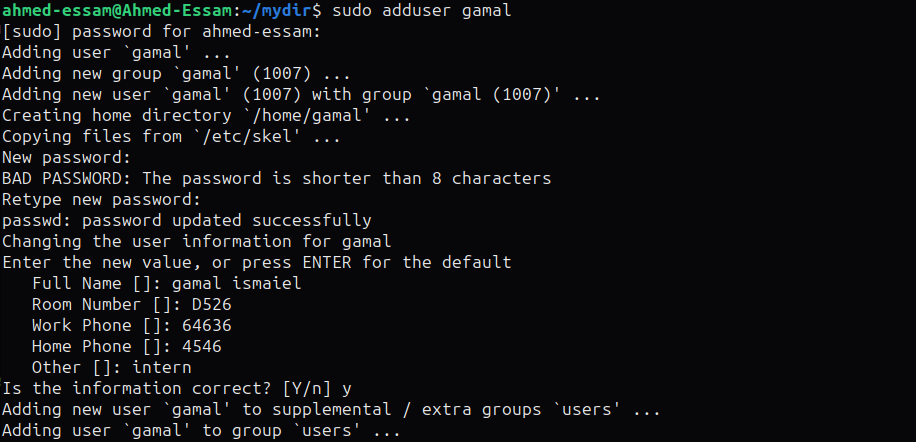 ahmed-essam@Ahmed-Essam:~/mydir$ sudo adduser gamal
[sudo] password for ahmed-essam:
Adding user `gamal' ...
Adding new group `gamal' (1007) ...
Adding new user `gamal' (1007) with group `gamal (1007)' ...
Creating home directory `/home/gamal' ...
Copying files from `/etc/skel' ...
New password:
BAD PASSWORD: The password is shorter than 8 characters
Retype new password:
passwd: password updated successfully
Changing the user information for gamal
Enter the new value, or press ENTER for the default
Full Name []: gamal ismaiel
Room Number []: D526
Work Phone []: 64636
Home Phone []: 4546
Other []: intern
Is the information correct? [Y/n] y
Adding new user `gamal' to supplemental / extra groups `users' ...
Adding user `gamal' to group `users' ...